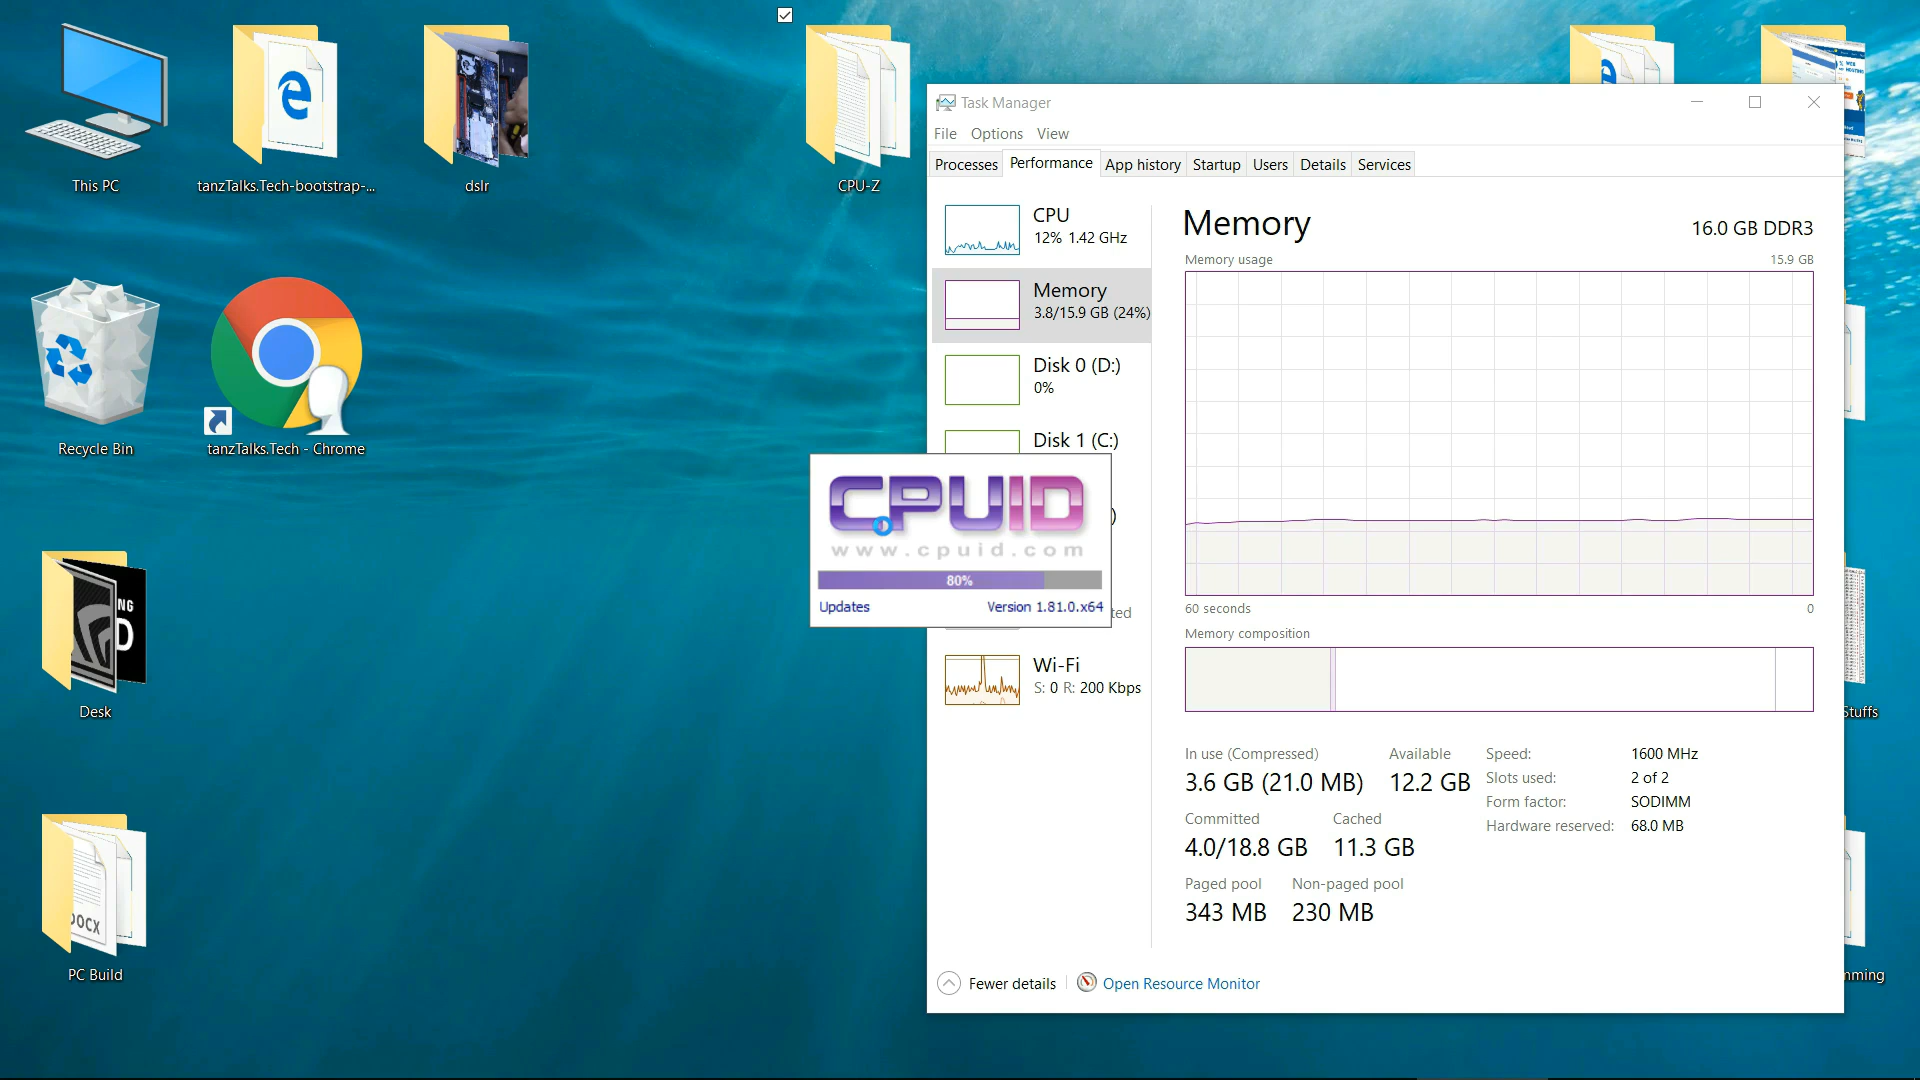 This PC
tanzTalks.Tech-bootstrap-...
dslr
CPU-Z
Recycle Bin
tanzTalks.Tech - Chrome
Desk
DOCX
PC Build
Task Manager
File Options View
Processes Performance App history Startup Users Details Services
CPU
12% 1.42 GHz
Memory
3.8/15.9 GB (24%)
Disk 0 (D:)
0%
Disk 1 (C:)
)
ted
Wi-Fi
S: 0 R: 200 Kbps
CPUID
www.cpuid.com
80%
Updates Version 1.81.0.x64
Memory 16.0 GB DDR3
Memory usage 15.9 GB
60 seconds 0
Memory composition
In use (Compressed) Available
3.6 GB (21.0 MB) 12.2 GB
Committed Cached
4.0/18.8 GB 11.3 GB
Paged pool Non-paged pool
343 MB 230 MB
Speed: 1600 MHz
Slots used: 2 of 2
Form factor: SODIMM
Hardware reserved: 68.0 MB
Fewer details Open Resource Monitor
Stuffs
mming